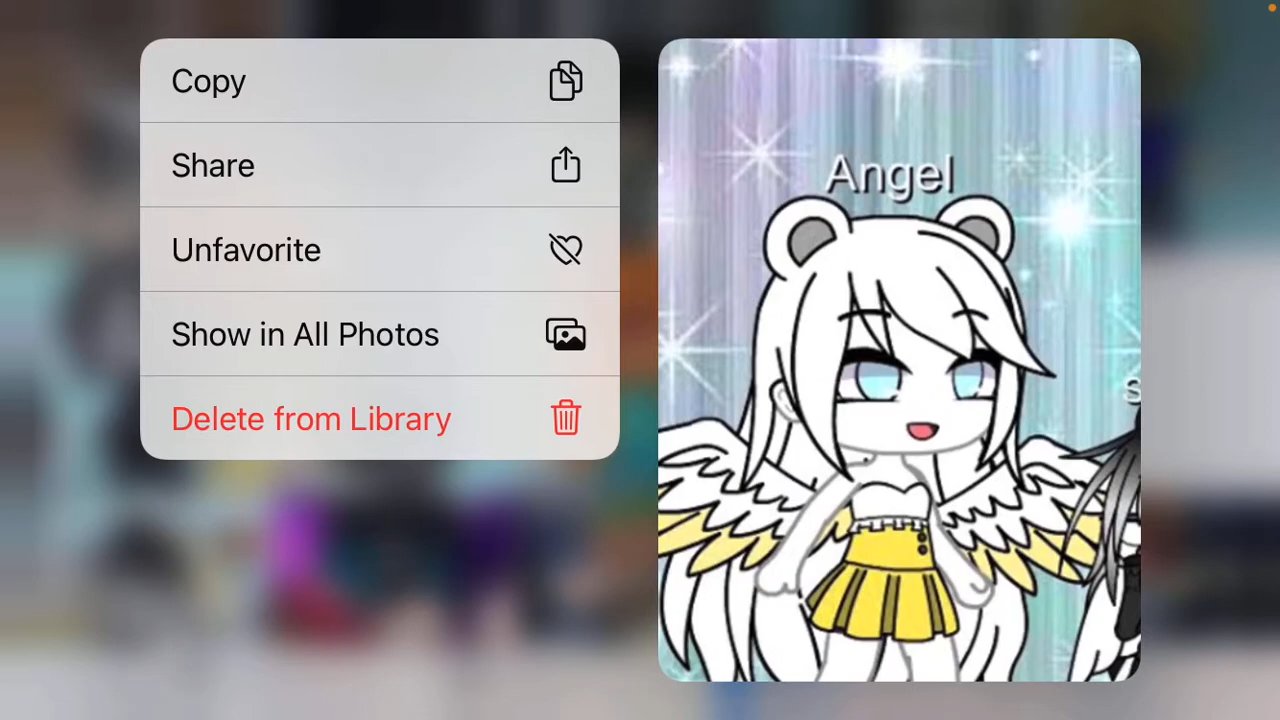 Copy
Share
Unfavorite
Show in All Photos
Delete from Library
Angel